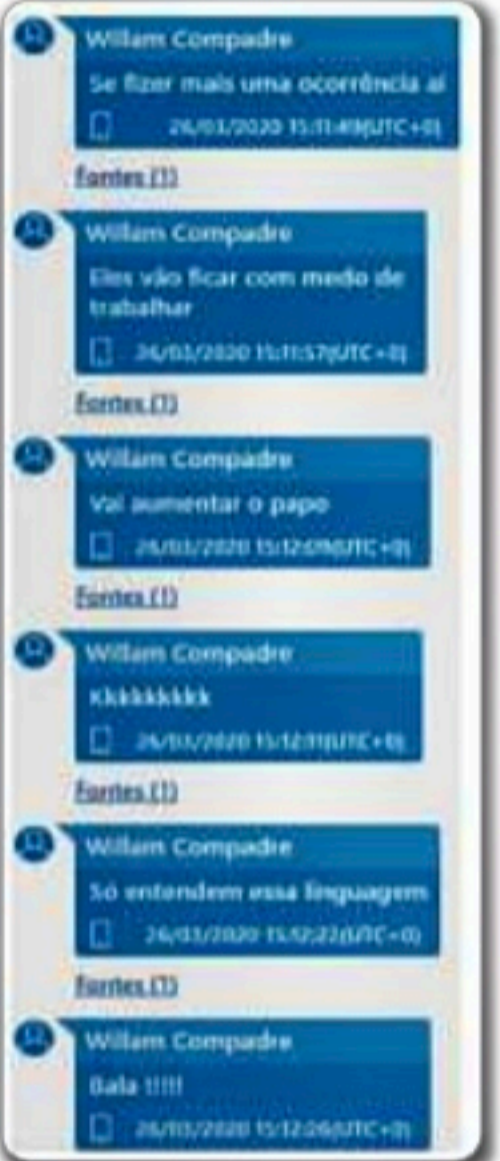 Willam Compadre
Se fizer mais uma ocorrência aí
26/03/2020 15:11:49(UTC+0)
Fontes (1)
Willam Compadre
Eles vão ficar com medo de
trabalhar
26/03/2020 15:11:57(UTC+0)
Fontes (1)
Willam Compadre
Vai aumentar o papo
26/03/2020 15:12:09(UTC+0)
Fontes (1)
Willam Compadre
Kkkkkkkkk
26/03/2020 15:12:11(UTC+0)
Fontes (1)
Willam Compadre
Só entendem essa linguagem
26/03/2020 15:12:22(UTC+0)
Fontes (1)
Willam Compadre
Bala !!!!!
26/03/2020 15:12:26(UTC+0)